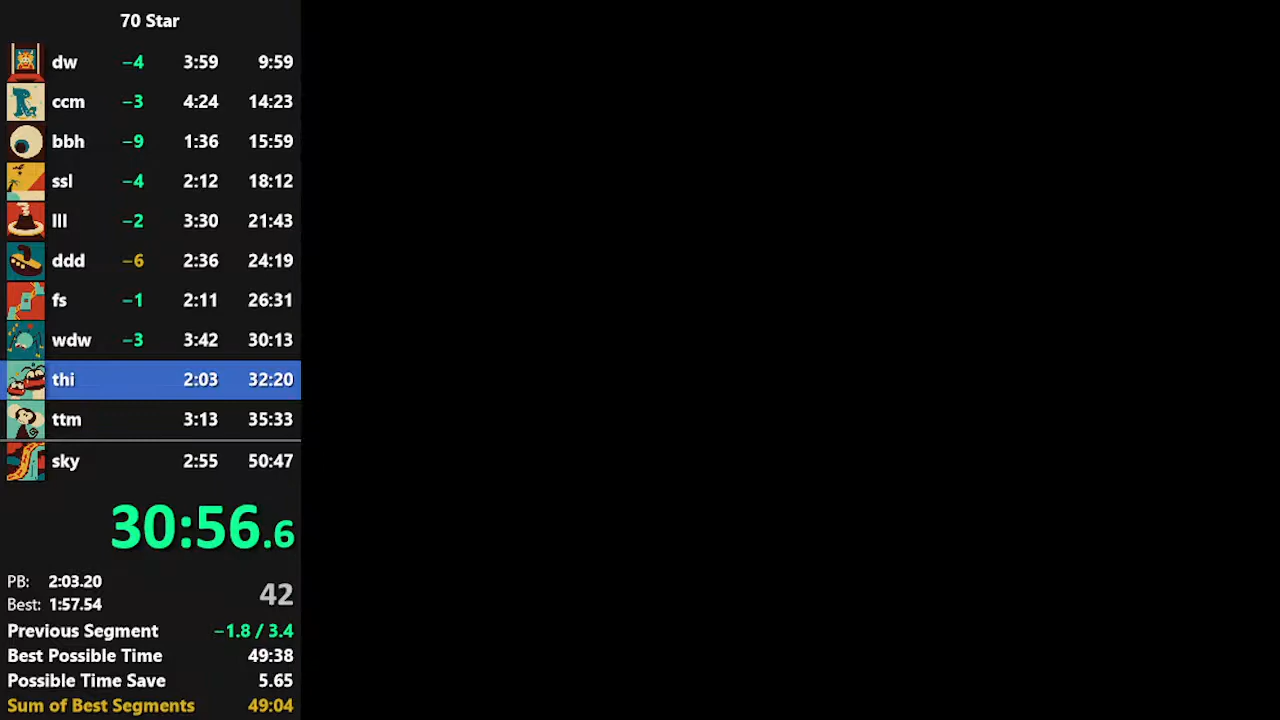 70 Star
dw −4 3:59 9:59
ccm −3 4:24 14:23
bbh −9 1:36 15:59
ssl −4 2:12 18:12
lll −2 3:30 21:43
ddd −6 2:36 24:19
fs −1 2:11 26:31
wdw −3 3:42 30:13
thi 2:03 32:20
ttm 3:13 35:33
sky 2:55 50:47
30:56.6
PB: 2:03.20
42
Best: 1:57.54
Previous Segment −1.8 / 3.4
Best Possible Time 49:38
Possible Time Save 5.65
Sum of Best Segments 49:04